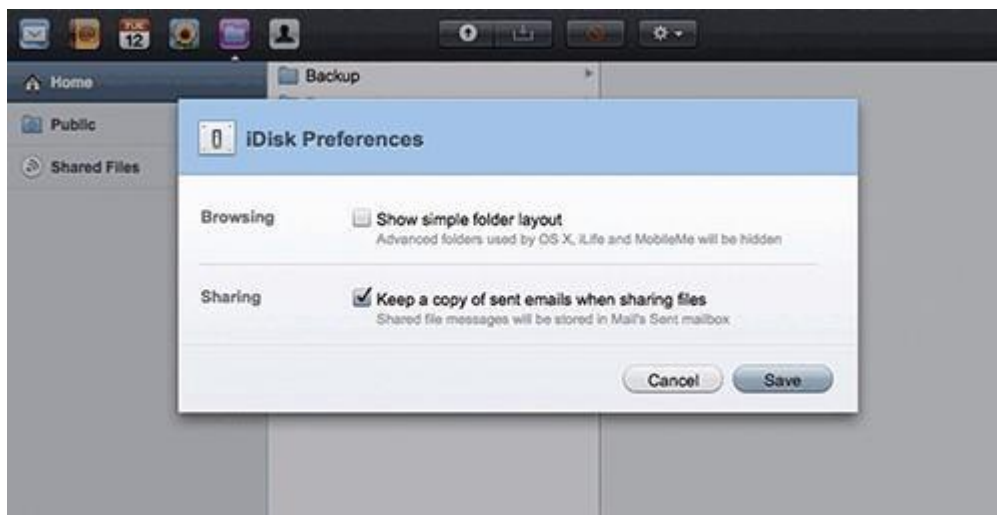 TUE
12
Home
Backup
Public
iDisk Preferences
Shared Files
Browsing
Show simple folder layout
Advanced folders used by OS X, iLife and MobileMe will be hidden
Sharing
Keep a copy of sent emails when sharing files
Shared file messages will be stored in Mail's Sent mailbox
Cancel
Save